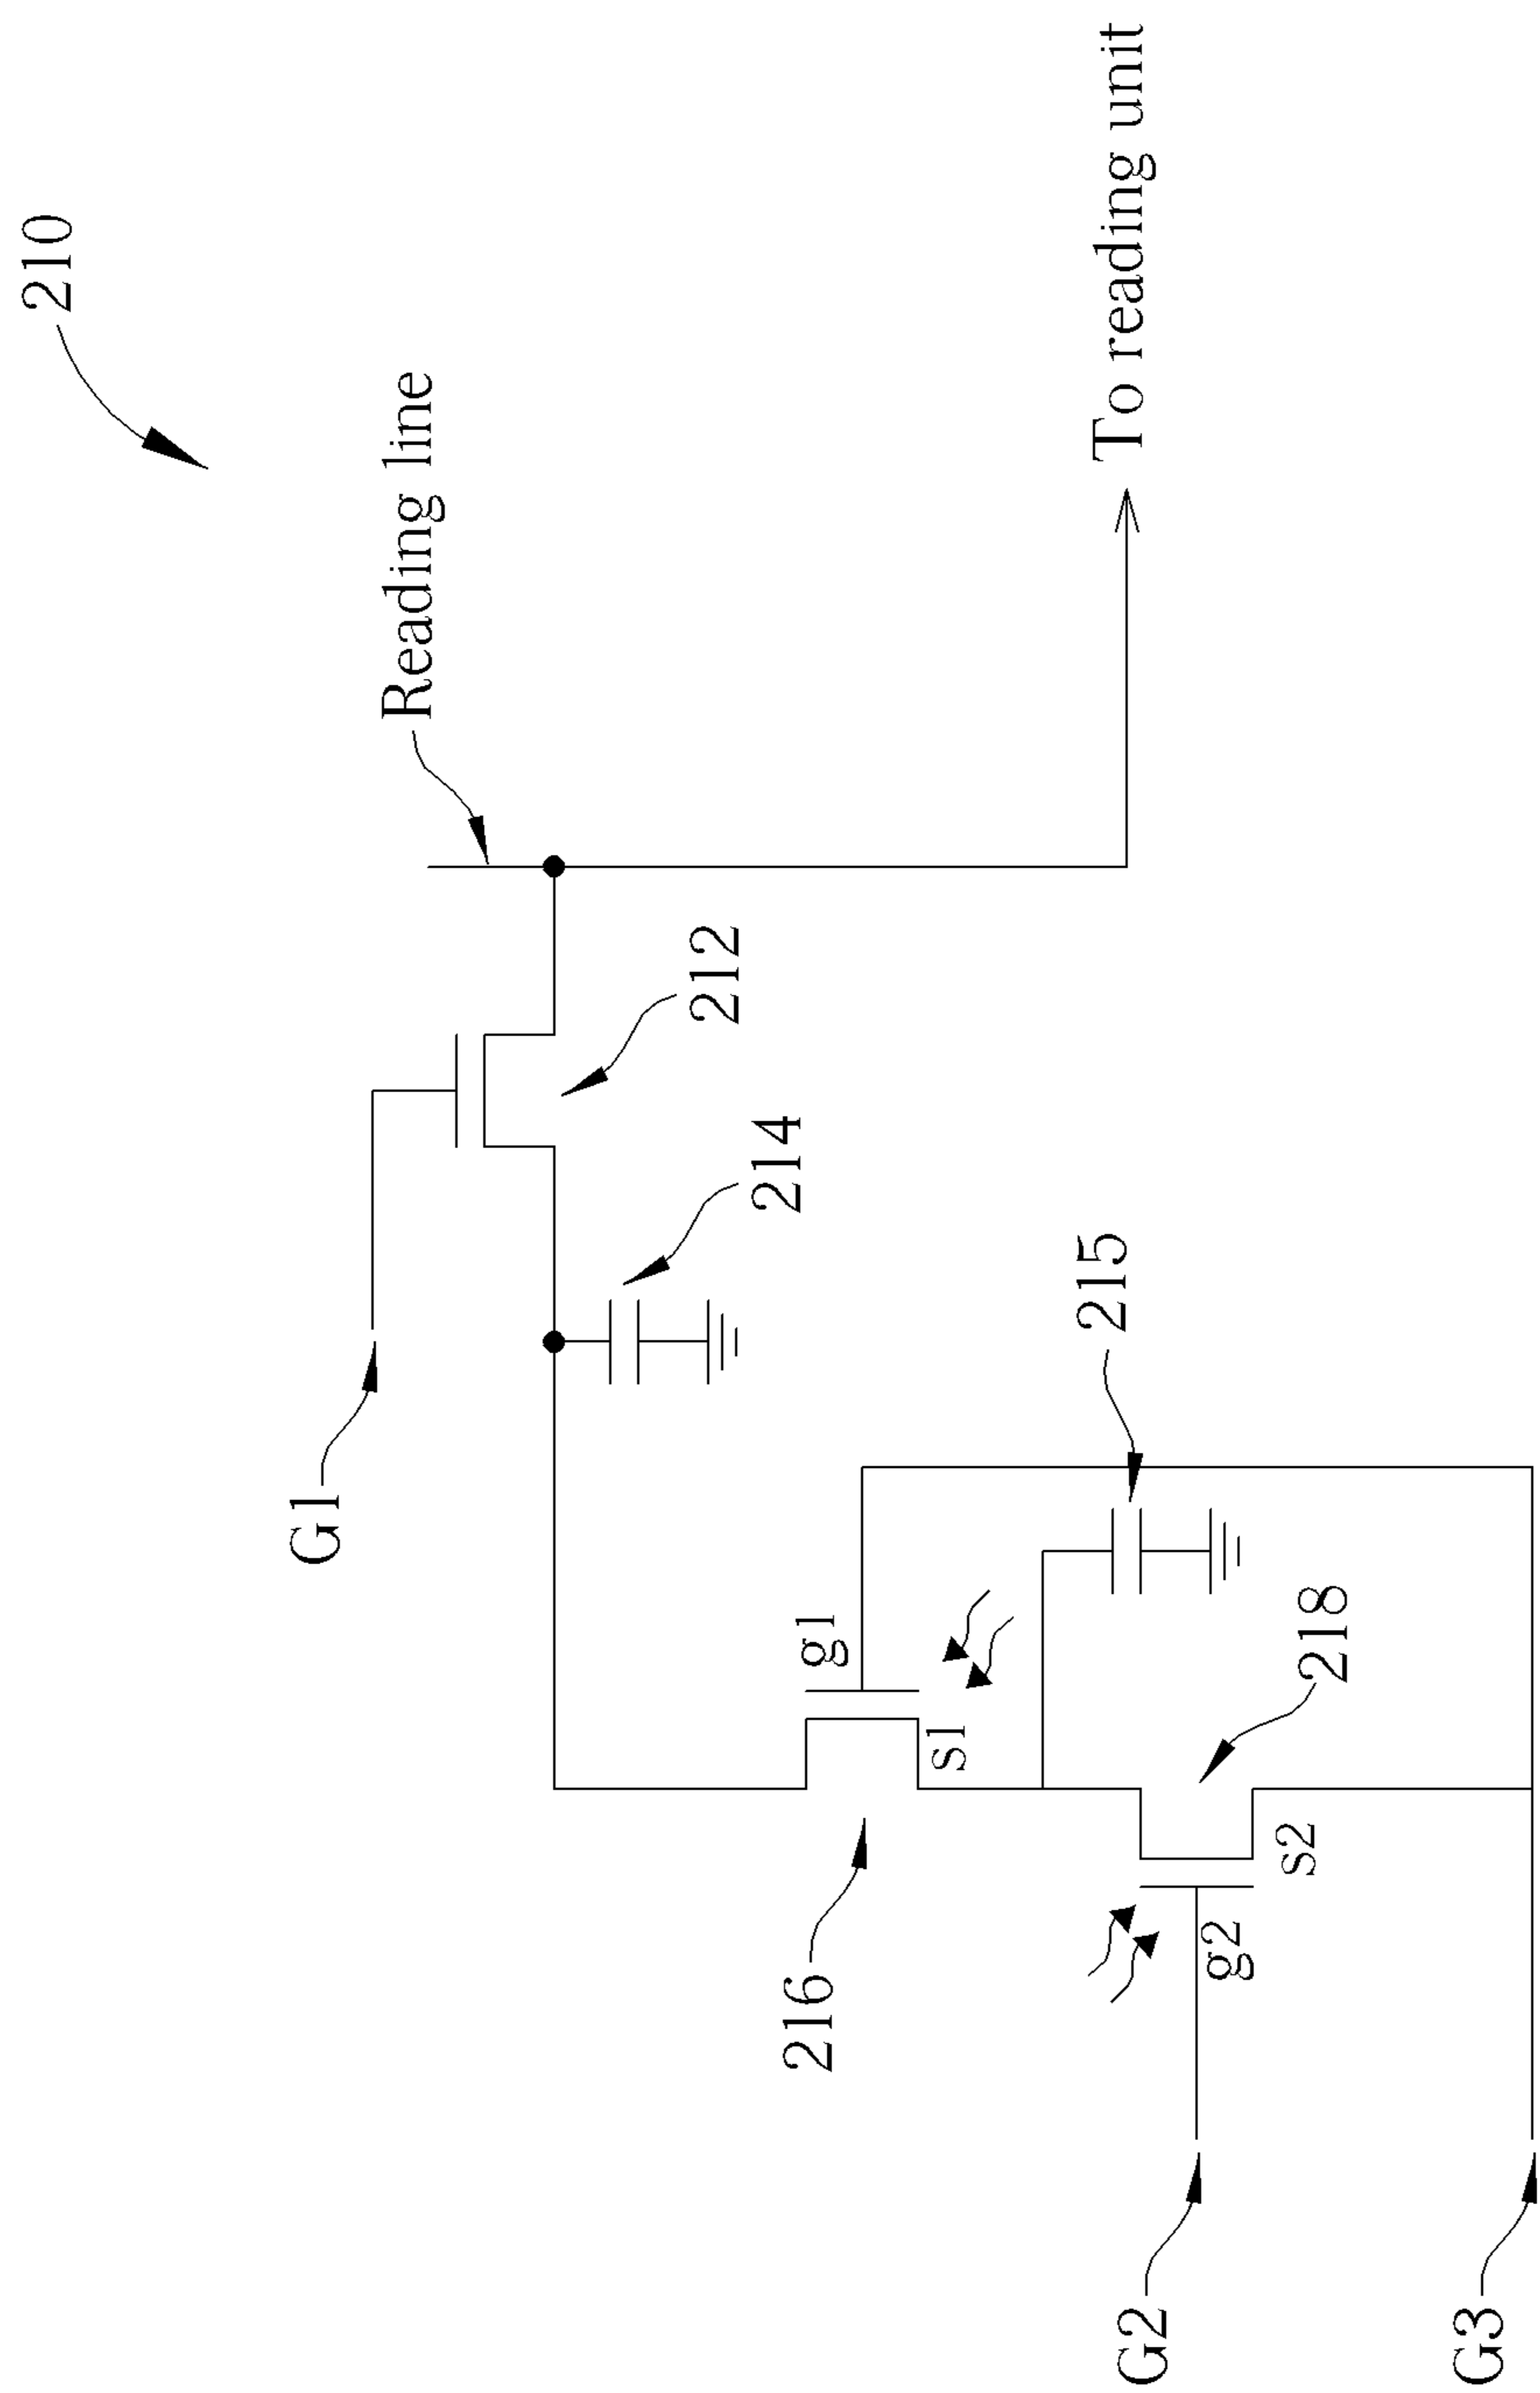 210
Reading line
G1
212
214
g1
s1
215
216
218
g2
s2
G2
G3
To reading unit